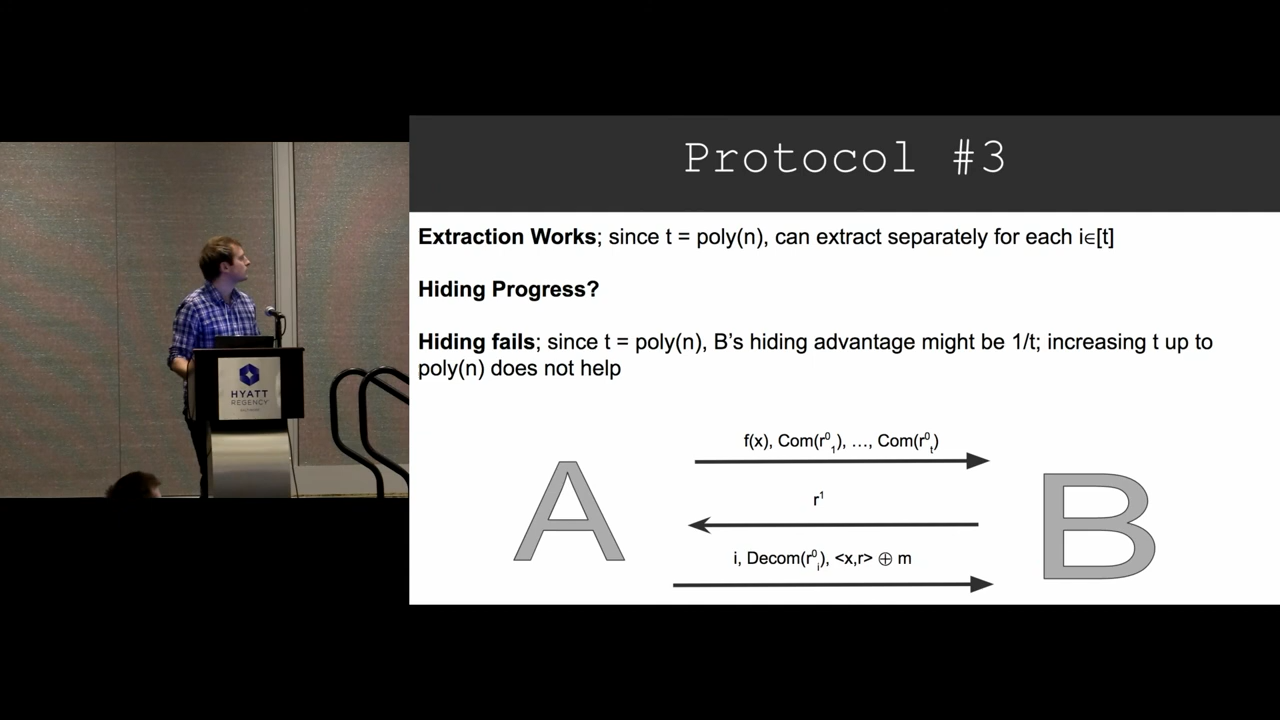 Protocol #3
Extraction Works; since t = poly(n), can extract separately for each i∈[t]
Hiding Progress?
Hiding fails; since t = poly(n), B's hiding advantage might be 1/t; increasing t up to
poly(n) does not help
f(x), Com(r⁰₁), …, Com(r⁰ₜ)
r¹
i, Decom(r⁰ᵢ), <x,r> ⊕ m
A
B
HYATT
REGENCY